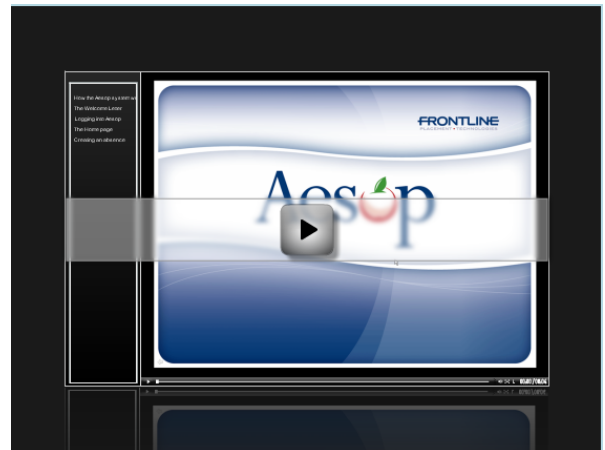 How the Aesop system wo
The Welcome Letter
Logging into Aesop
The Home page
Creating an absence
FRONTLINE
PLACEMENT TECHNOLOGIES
Aesop